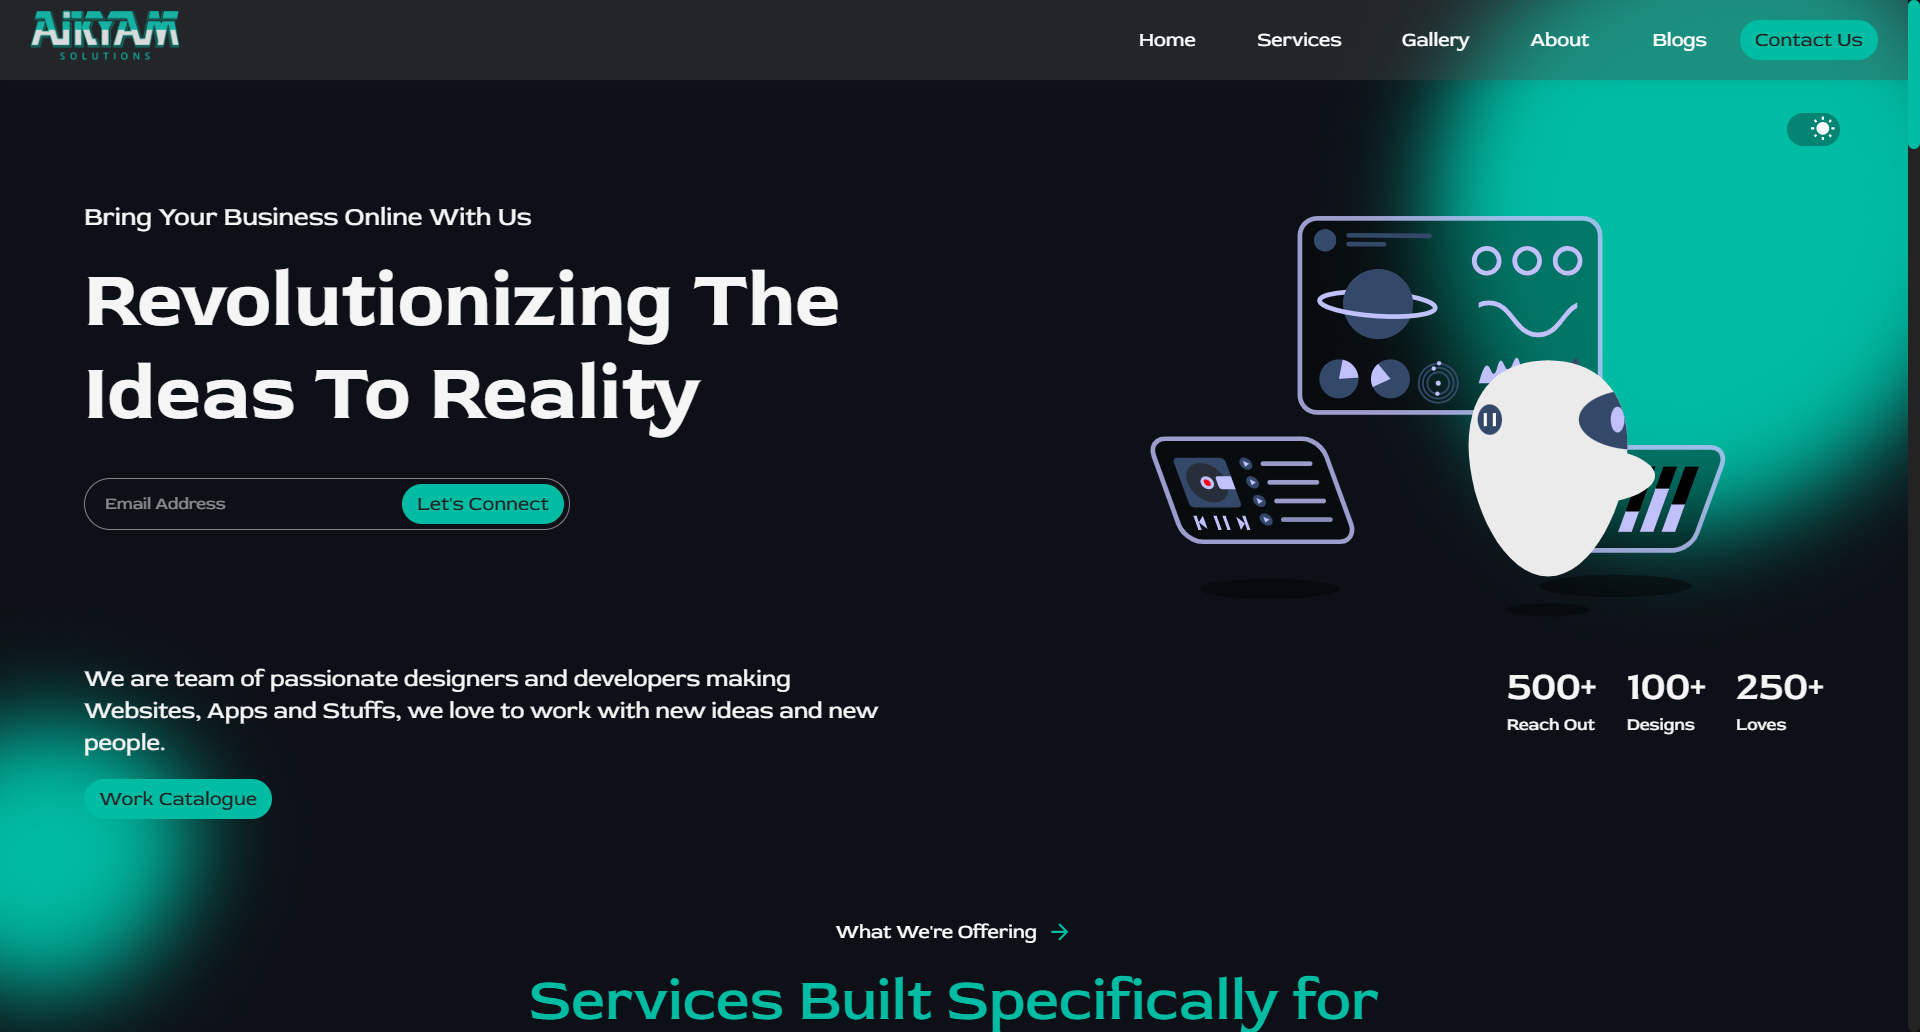 AIKYAM
SOLUTIONS
Home
Services
Gallery
About
Blogs
Contact Us
Bring Your Business Online With Us
Revolutionizing The
Ideas To Reality
Email Address
Let's Connect
We are team of passionate designers and developers making
Websites, Apps and Stuffs, we love to work with new ideas and new
people.
Work Catalogue
500+
Reach Out
100+
Designs
250+
Loves
What We're Offering
Services Built Specifically for